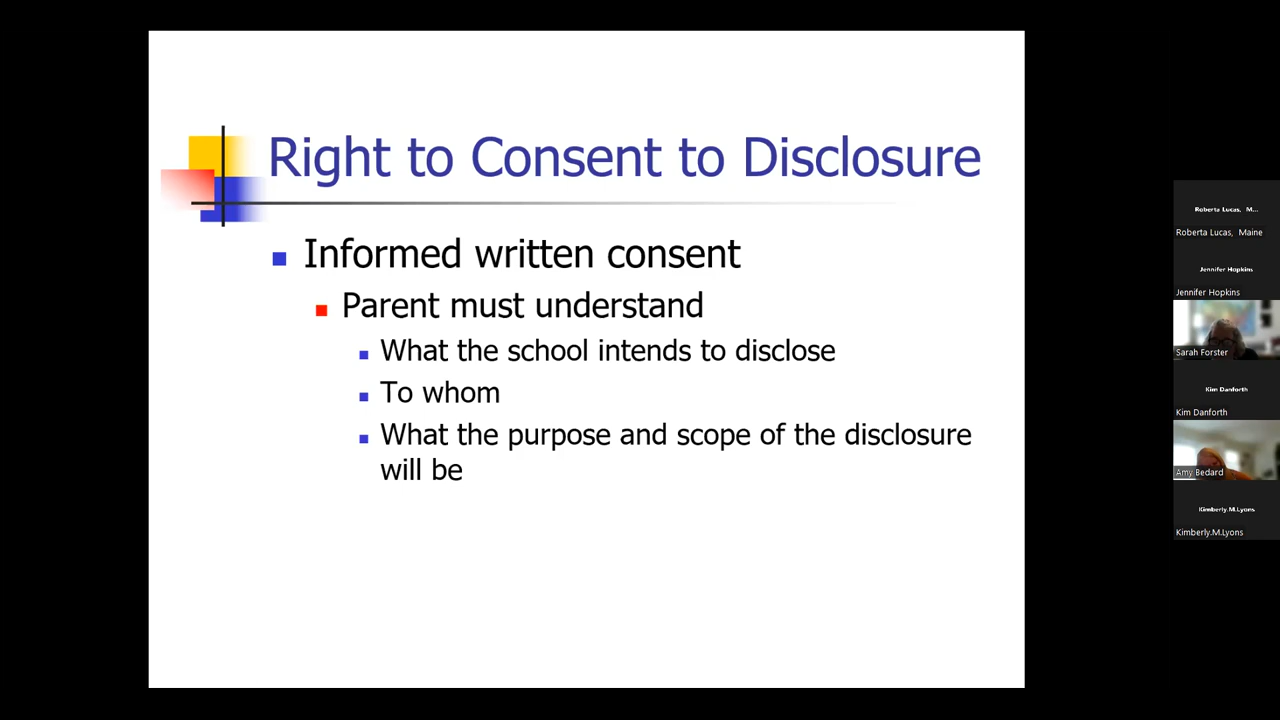 Right to Consent to Disclosure
Informed written consent
Parent must understand
What the school intends to disclose
To whom
What the purpose and scope of the disclosure
will be
Roberta Lucas, M...
Roberta Lucas, Maine
Jennifer Hopkins
Jennifer Hopkins
Sarah Forster
Kim Danforth
Kim Danforth
Amy Bedard
Kimberly.M.Lyons
Kimberly.M.Lyons